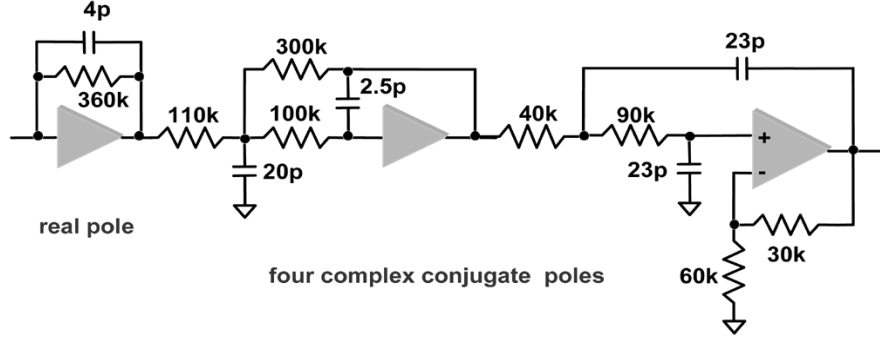 4p
360k
110k
300k
2.5p
100k
20p
40k
23p
90k
23p
+
-
30k
60k
real pole
four complex conjugate poles